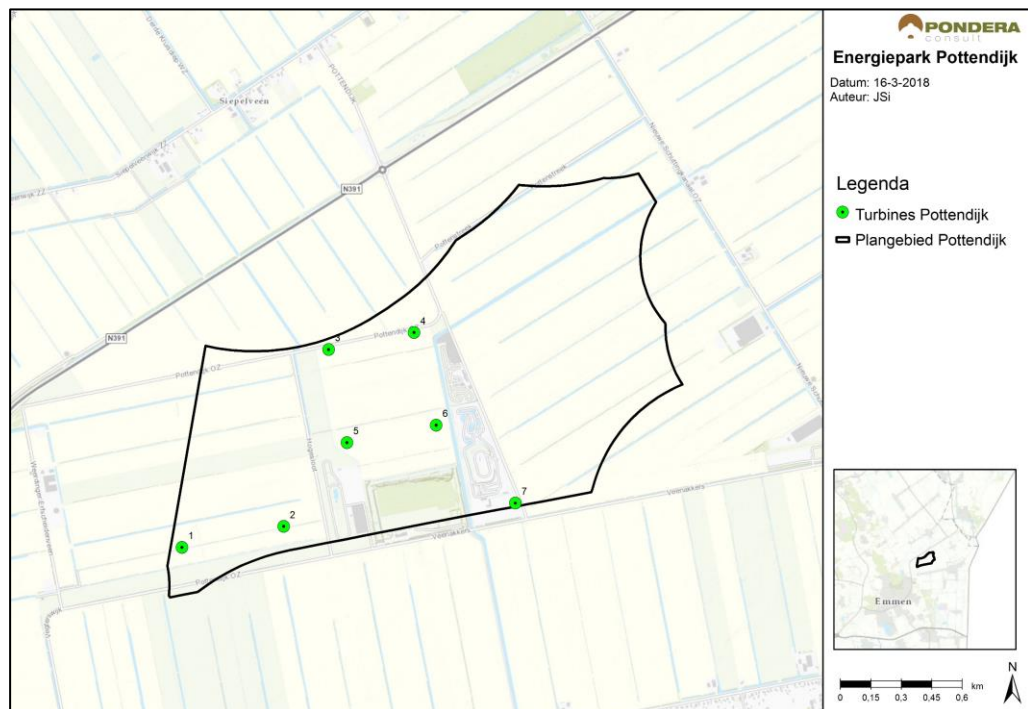 PONDERA
consult
Energiepark Pottendijk
Datum: 16-3-2018
Auteur: JSi
Legenda
Turbines Pottendijk
Plangebied Pottendijk
Emmen
N
0 0,15 0,3 0,45 0,6 km
Siepelveen
POTTENDIJK
N391
N391
Pottendijk OZ
Pottendijk
Hogesloot
Veenakkers
Veenakkers
Pottendijk OZ
1
2
3
4
5
6
7